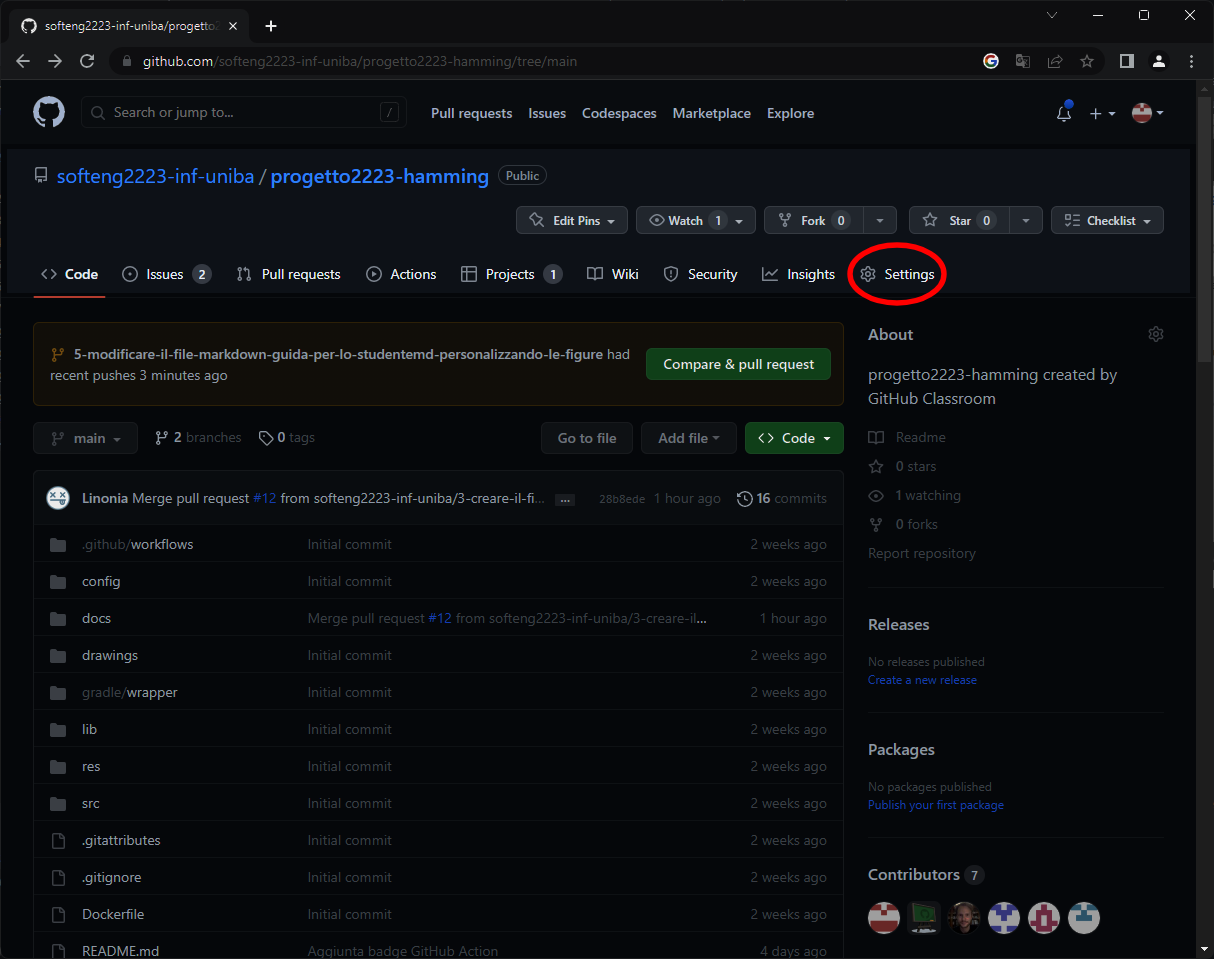 softeng2223-inf-uniba/progetto2
github.com/softeng2223-inf-uniba/progetto2223-hamming/tree/main
Search or jump to... /
Pull requests Issues Codespaces Marketplace Explore
softeng2223-inf-uniba / progetto2223-hamming Public
Edit Pins Watch 1 Fork 0 Star 0 Checklist
Code Issues 2 Pull requests Actions Projects 1 Wiki Security Insights Settings
5-modificare-il-file-markdown-guida-per-lo-studentemd-personalizzando-le-figure had
recent pushes 3 minutes ago
Compare & pull request
main 2 branches 0 tags Go to file Add file Code
Linonia Merge pull request #12 from softeng2223-inf-uniba/3-creare-il-fi... ... 28b8ede 1 hour ago 16 commits
.github/workflows Initial commit 2 weeks ago
config Initial commit 2 weeks ago
docs Merge pull request #12 from softeng2223-inf-uniba/3-creare-il... 1 hour ago
drawings Initial commit 2 weeks ago
gradle/wrapper Initial commit 2 weeks ago
lib Initial commit 2 weeks ago
res Initial commit 2 weeks ago
src Initial commit 2 weeks ago
.gitattributes Initial commit 2 weeks ago
.gitignore Initial commit 2 weeks ago
Dockerfile Initial commit 2 weeks ago
README.md Aggiunta badge GitHub Action 4 days ago
About
progetto2223-hamming created by
GitHub Classroom
Readme
0 stars
1 watching
0 forks
Report repository
Releases
No releases published
Create a new release
Packages
No packages published
Publish your first package
Contributors 7